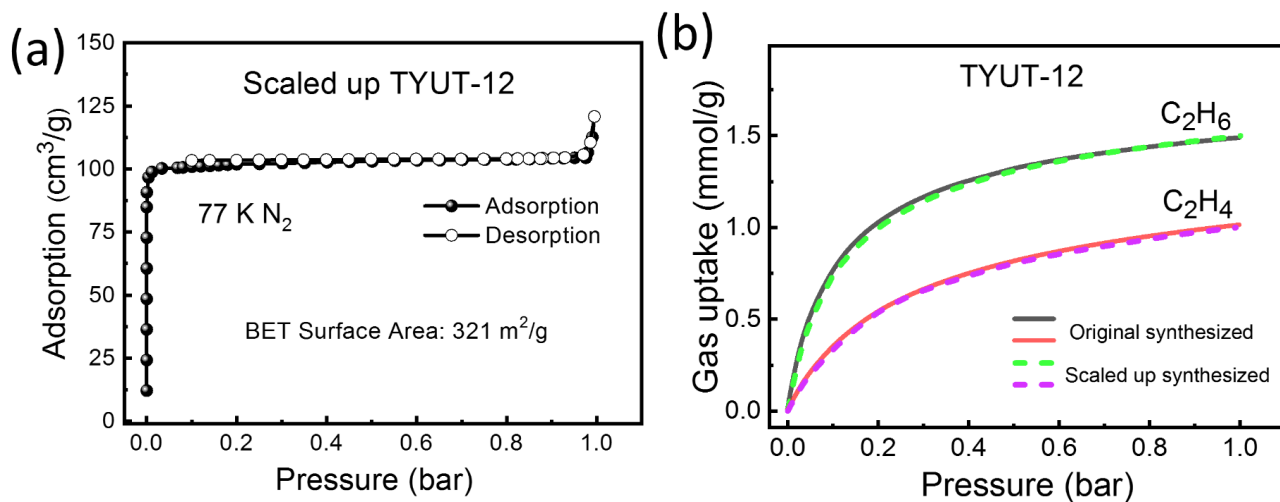 (a)
Adsorption (cm³/g)
150
125
100
75
50
25
0
Scaled up TYUT-12
77 K N₂
Adsorption
Desorption
BET Surface Area: 321 m²/g
0.0 0.2 0.4 0.6 0.8 1.0
Pressure (bar)
(b)
Gas uptake (mmol/g)
1.5
1.0
0.5
0.0
TYUT-12
C₂H₆
C₂H₄
Original synthesized
Scaled up synthesized
0.0 0.2 0.4 0.6 0.8 1.0
Pressure (bar)